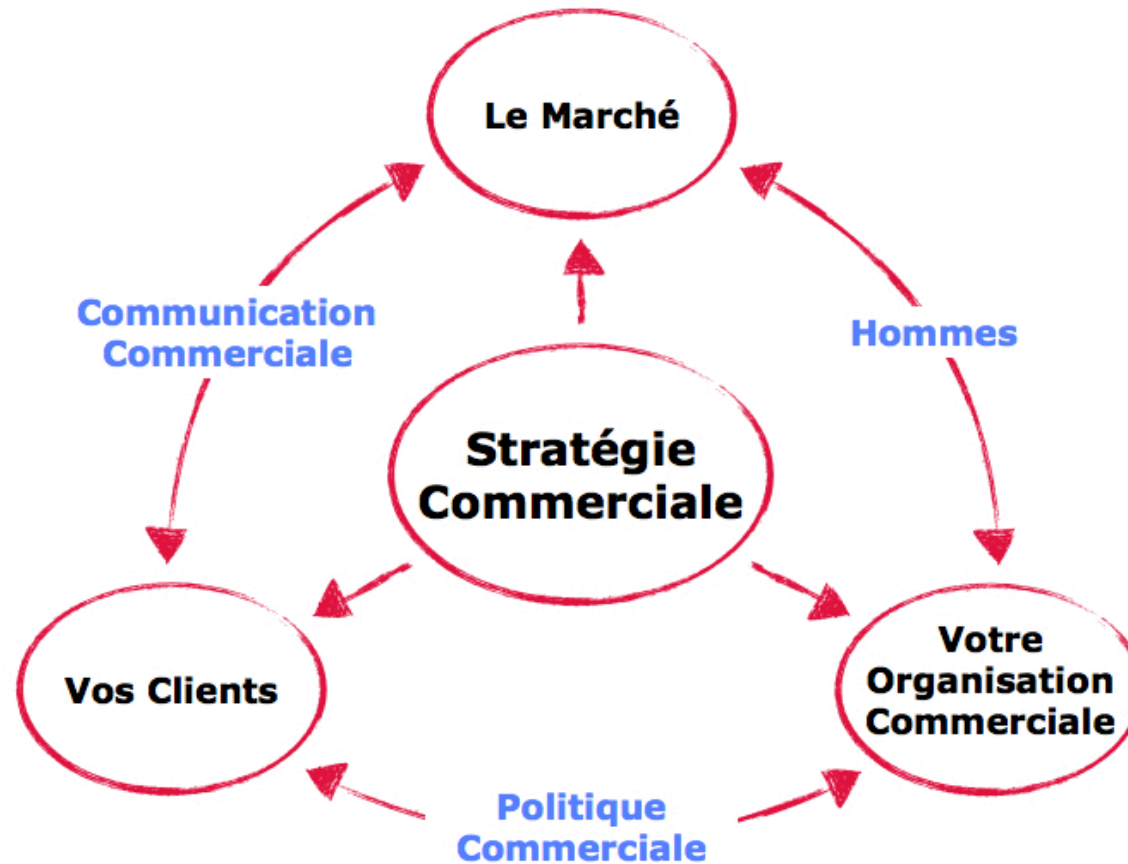 Le Marché
Communication
Commerciale
Hommes
Stratégie
Commerciale
Vos Clients
Votre
Organisation
Commerciale
Politique
Commerciale